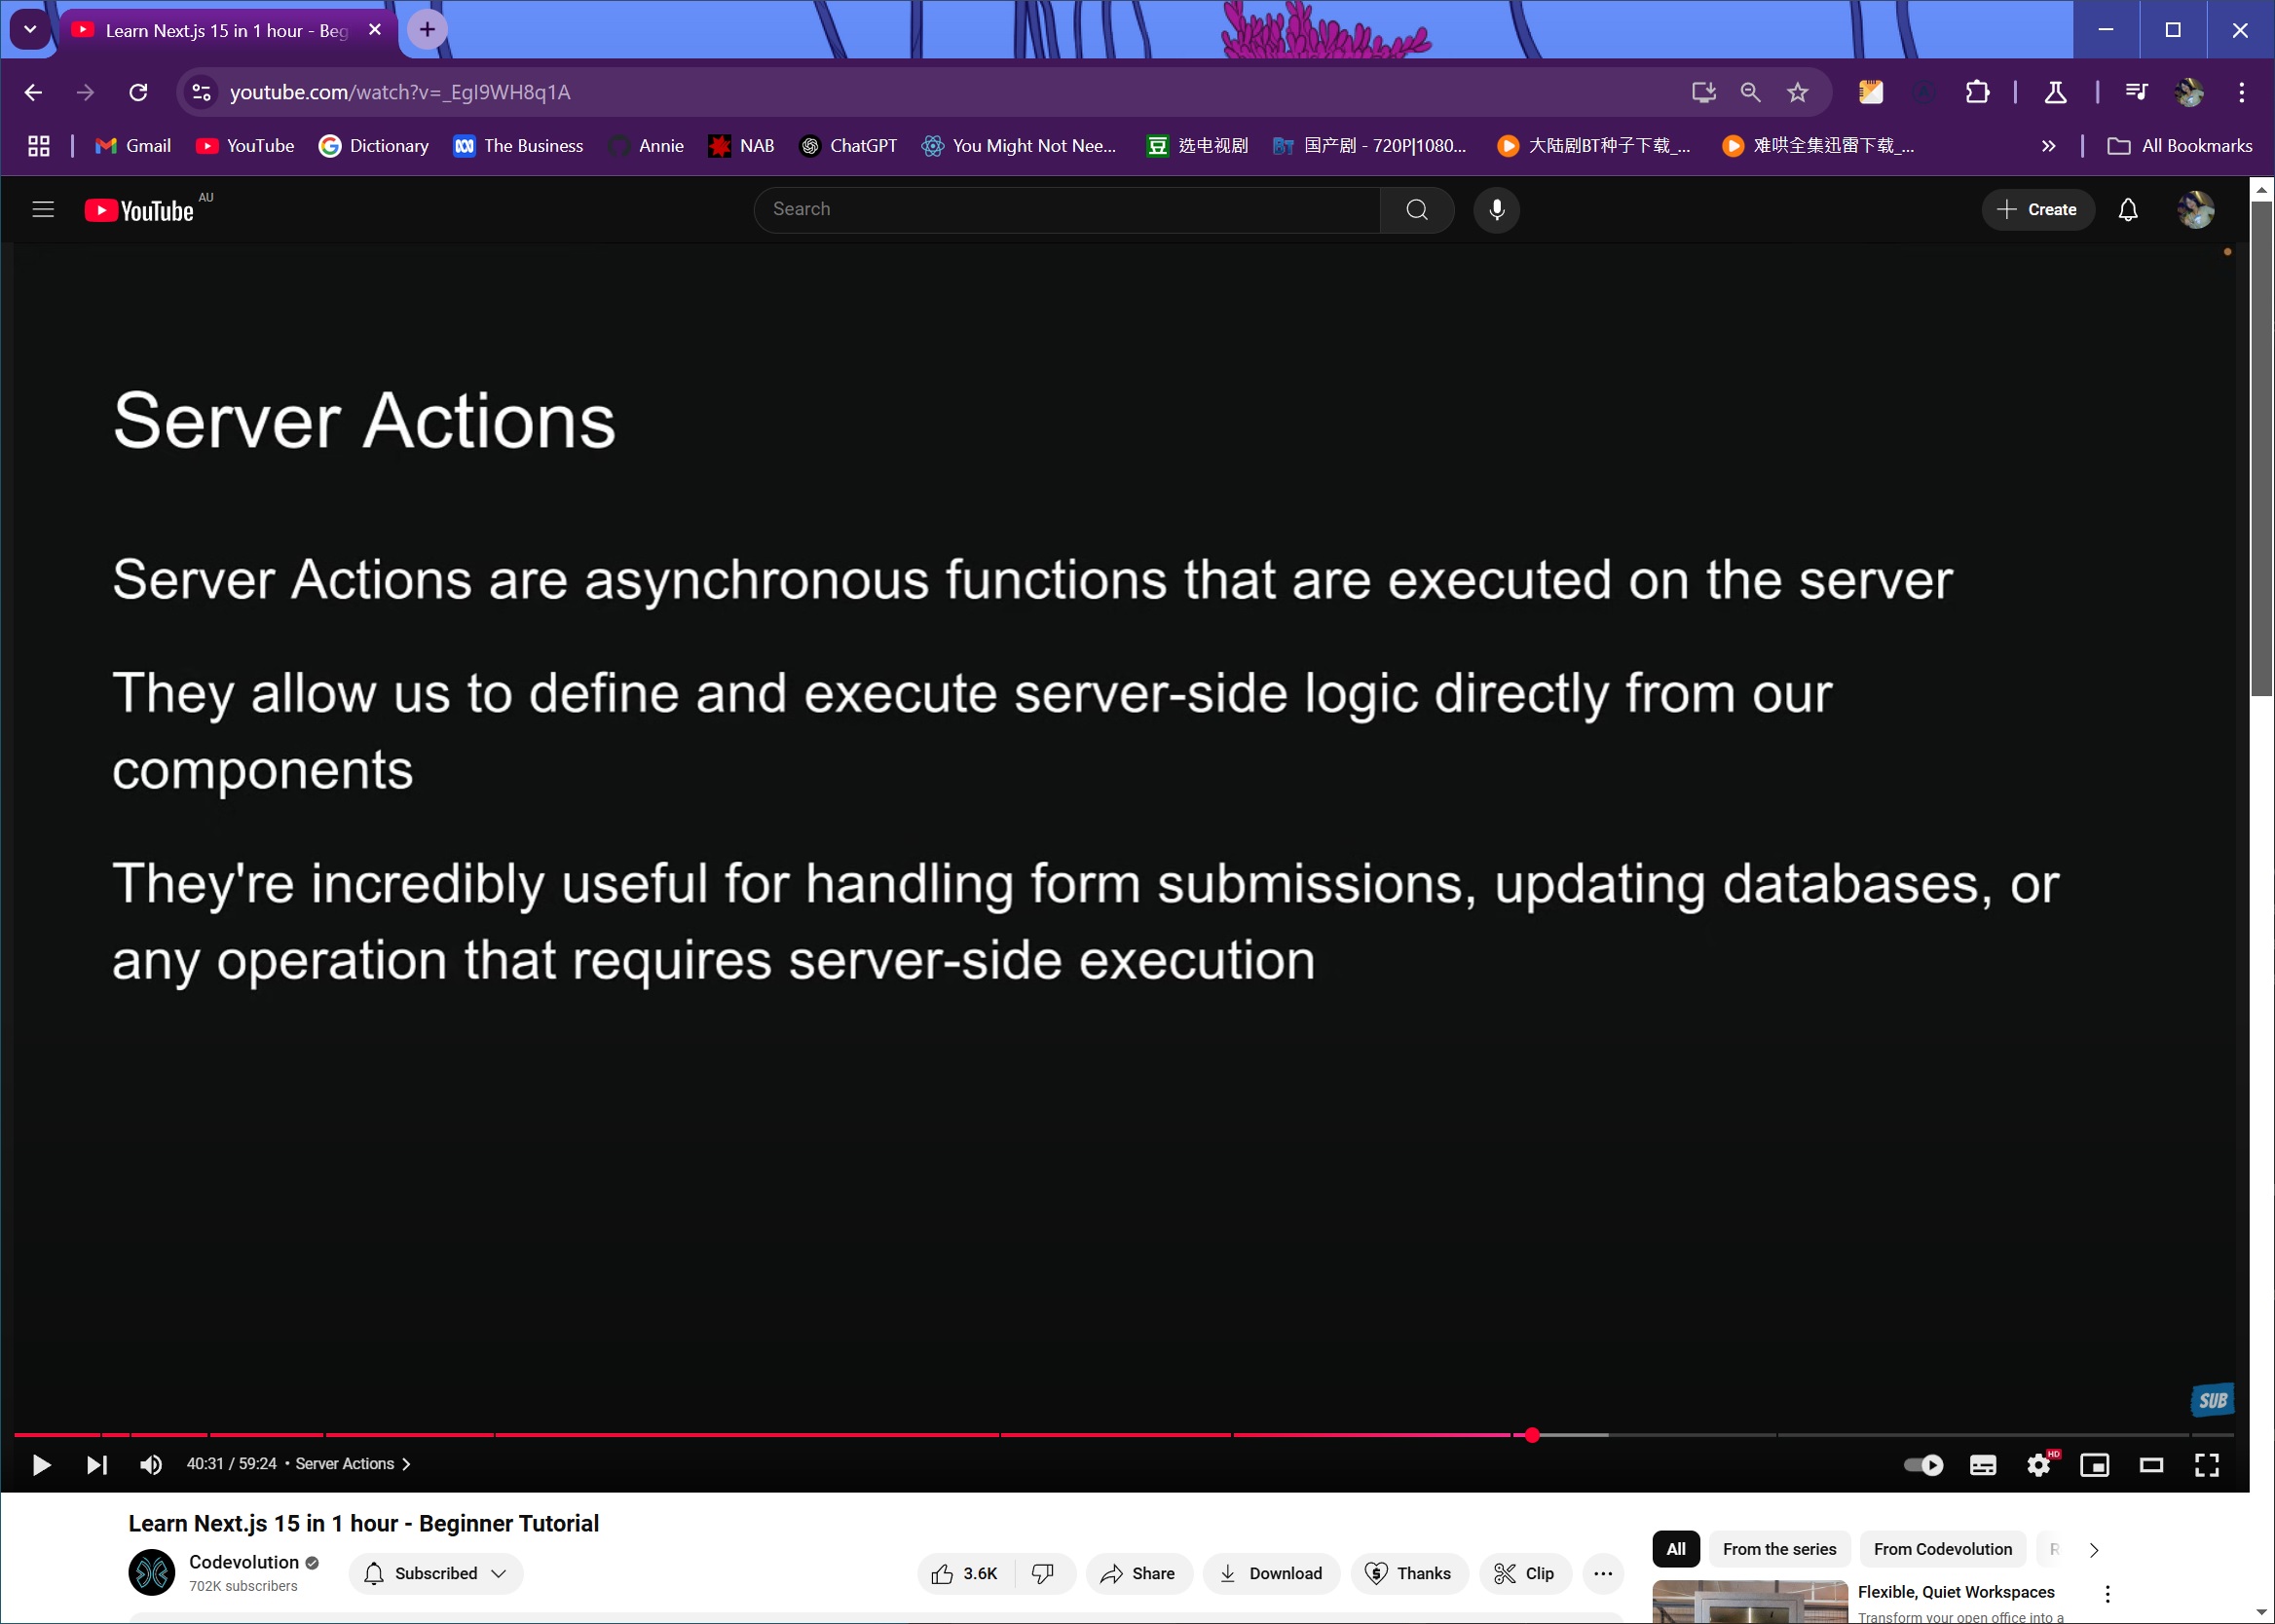 Learn Next.js 15 in 1 hour - Beg
youtube.com/watch?v=_EgI9WH8q1A
Gmail
YouTube
Dictionary
The Business
Annie
NAB
ChatGPT
You Might Not Nee...
豆
选电视剧
BT
国产剧 - 720P|1080...
大陆剧BT种子下载_...
难哄全集迅雷下载_...
All Bookmarks
YouTube AU
Search
Create
Server Actions
Server Actions are asynchronous functions that are executed on the server
They allow us to define and execute server-side logic directly from our
components
They're incredibly useful for handling form submissions, updating databases, or
any operation that requires server-side execution
SUB
40:31 / 59:24 • Server Actions
HD
Learn Next.js 15 in 1 hour - Beginner Tutorial
Codevolution
702K subscribers
Subscribed
3.6K
Share
Download
Thanks
Clip
All
From the series
From Codevolution
R
Flexible, Quiet Workspaces
Transform your open office into a